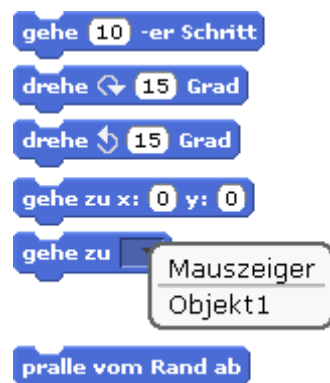 gehe 10 -er Schritt
drehe 15 Grad
drehe 15 Grad
gehe zu x: 0 y: 0
gehe zu
Mauszeiger
Objekt1
pralle vom Rand ab